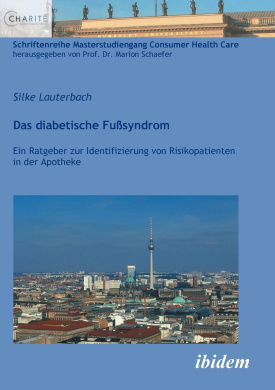 CHARITÉ
Schriftenreihe Masterstudiengang Consumer Health Care
herausgegeben von Prof. Dr. Marion Schaefer
Silke Lauterbach
Das diabetische Fußsyndrom
Ein Ratgeber zur Identifizierung von Risikopatienten
in der Apotheke
ibidem